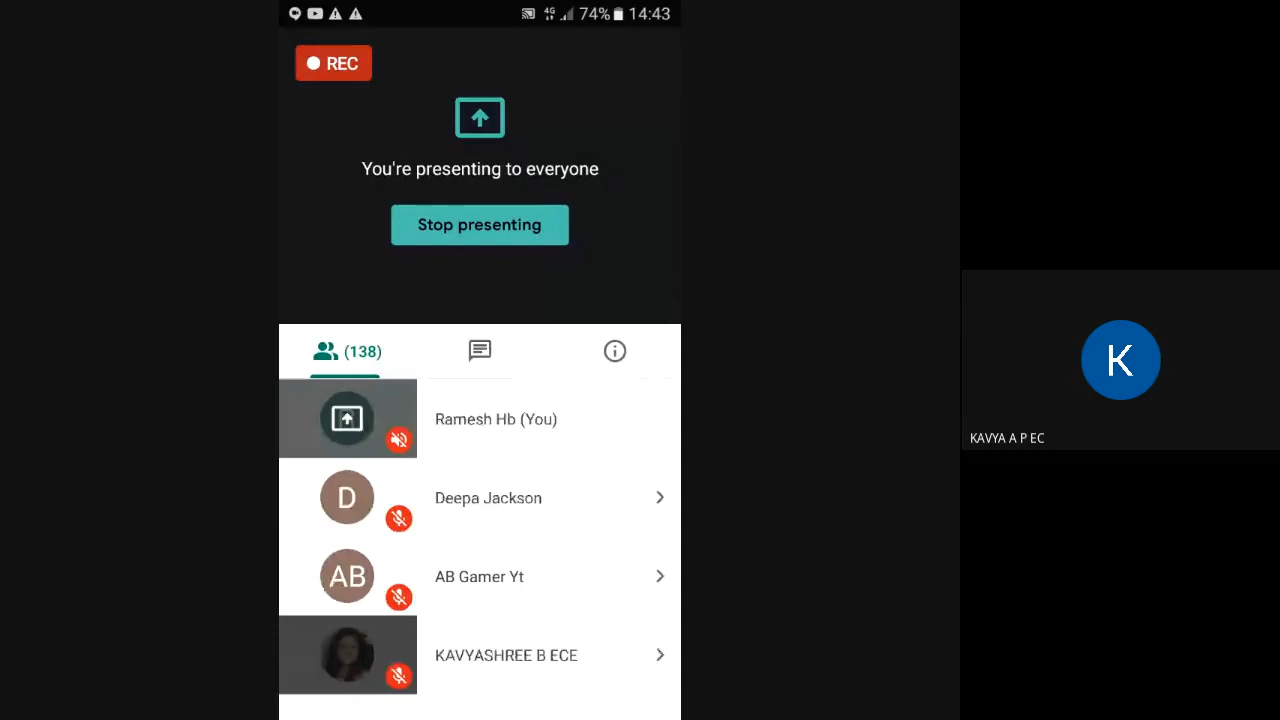 4G 74% 14:43
REC
You're presenting to everyone
Stop presenting
(138)
Ramesh Hb (You)
D
Deepa Jackson
AB
AB Gamer Yt
KAVYASHREE B ECE
K
KAVYA A P EC